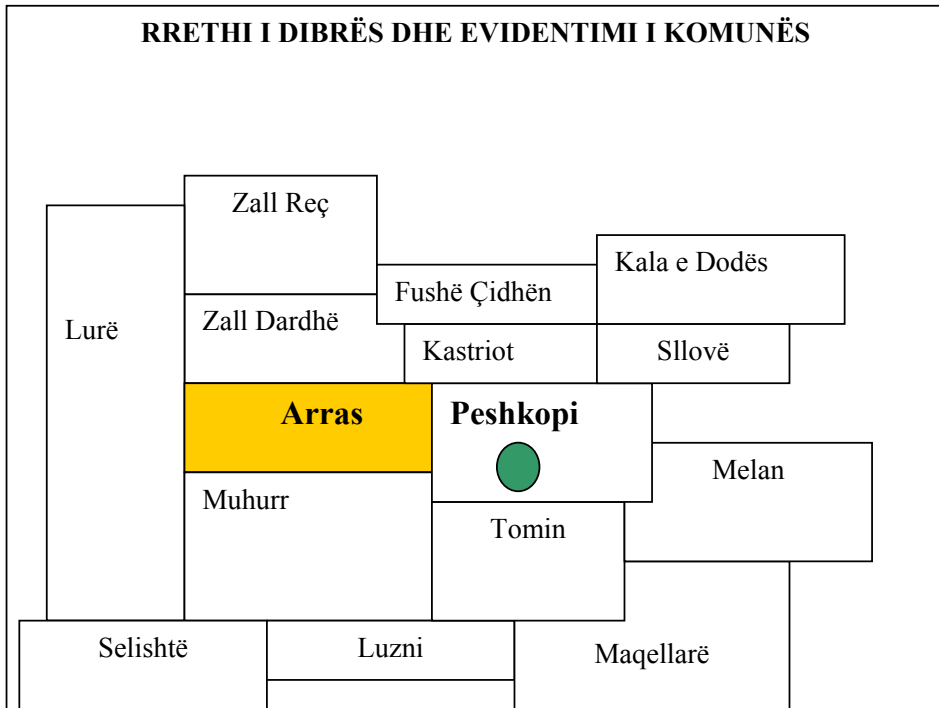 RRETHI I DIBRËS DHE EVIDENTIMI I KOMUNËS
Zall Reç
Kala e Dodës
Fushë Çidhën
Lurë
Zall Dardhë
Kastriot
Sllovë
Arras
Peshkopi
Melan
Muhurr
Tomin
Selishtë
Luzni
Maqellarë